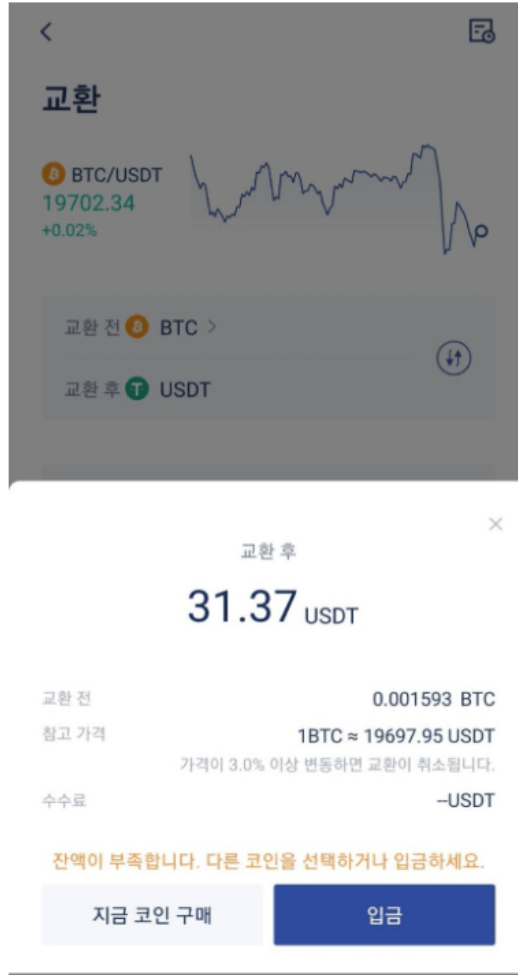 교환
BTC/USDT
19702.34
+0.02%
교환 전 BTC >
교환 후 USDT
교환 후
31.37 USDT
교환 전 0.001593 BTC
참고 가격 1BTC ≈ 19697.95 USDT
가격이 3.0% 이상 변동하면 교환이 취소됩니다.
수수료 --USDT
잔액이 부족합니다. 다른 코인을 선택하거나 입금하세요.
지금 코인 구매 입금